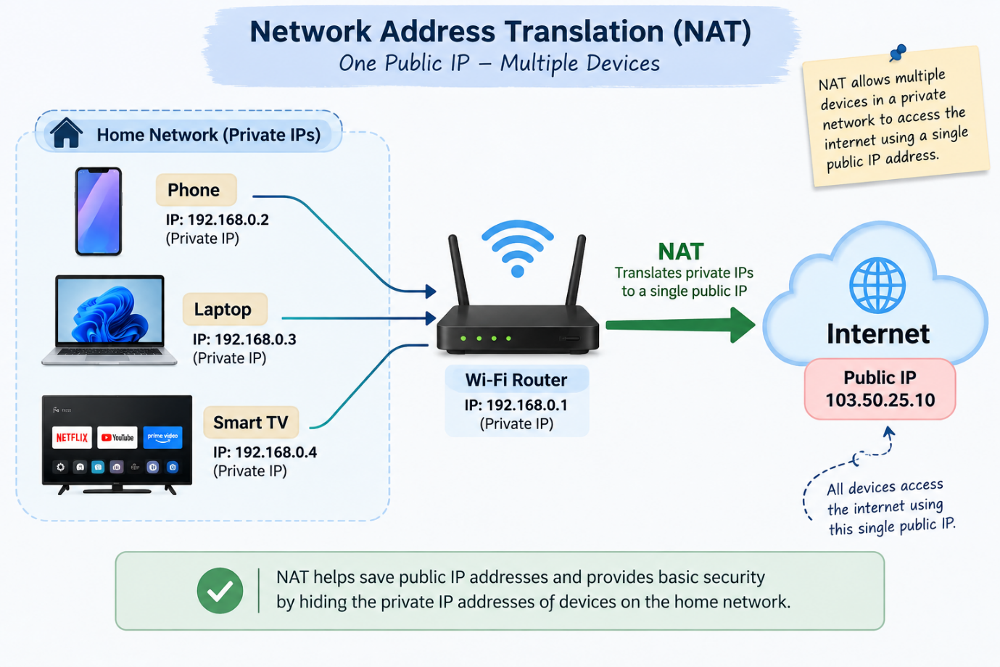 Network Address Translation (NAT)
One Public IP – Multiple Devices
NAT allows multiple
devices in a private
network to access the
internet using a single
public IP address.
Home Network (Private IPs)
Phone
IP: 192.168.0.2
(Private IP)
Laptop
IP: 192.168.0.3
(Private IP)
NETFLIX
YouTube
prime video
Smart TV
IP: 192.168.0.4
(Private IP)
Wi-Fi Router
IP: 192.168.0.1
(Private IP)
NAT
Translates private IPs
to a single public IP
Internet
Public IP
103.50.25.10
All devices access
the internet using
this single public IP.
NAT helps save public IP addresses and provides basic security
by hiding the private IP addresses of devices on the home network.